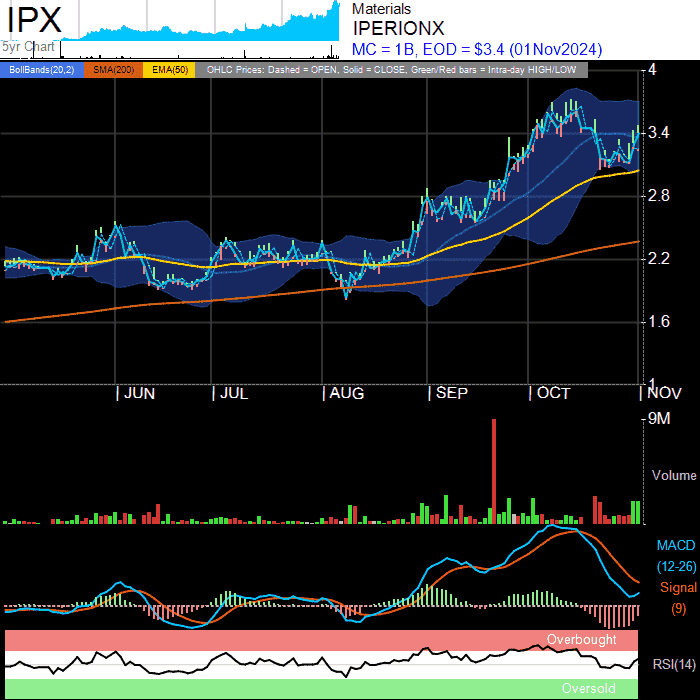 IPX
5yr Chart
Materials
IPERIONX
MC = 1B, EOD = $3.4 (01Nov2024)
BollBands(20,2) SMA(200) EMA(50) OHLC Prices: Dashed = OPEN, Solid = CLOSE, Green/Red bars = Intra-day HIGH/LOW
4
3.4
2.8
2.2
1.6
1
JUN JUL AUG SEP OCT NOV
9M
Volume
MACD
(12-26)
Signal
(9)
Overbought
RSI(14)
Oversold